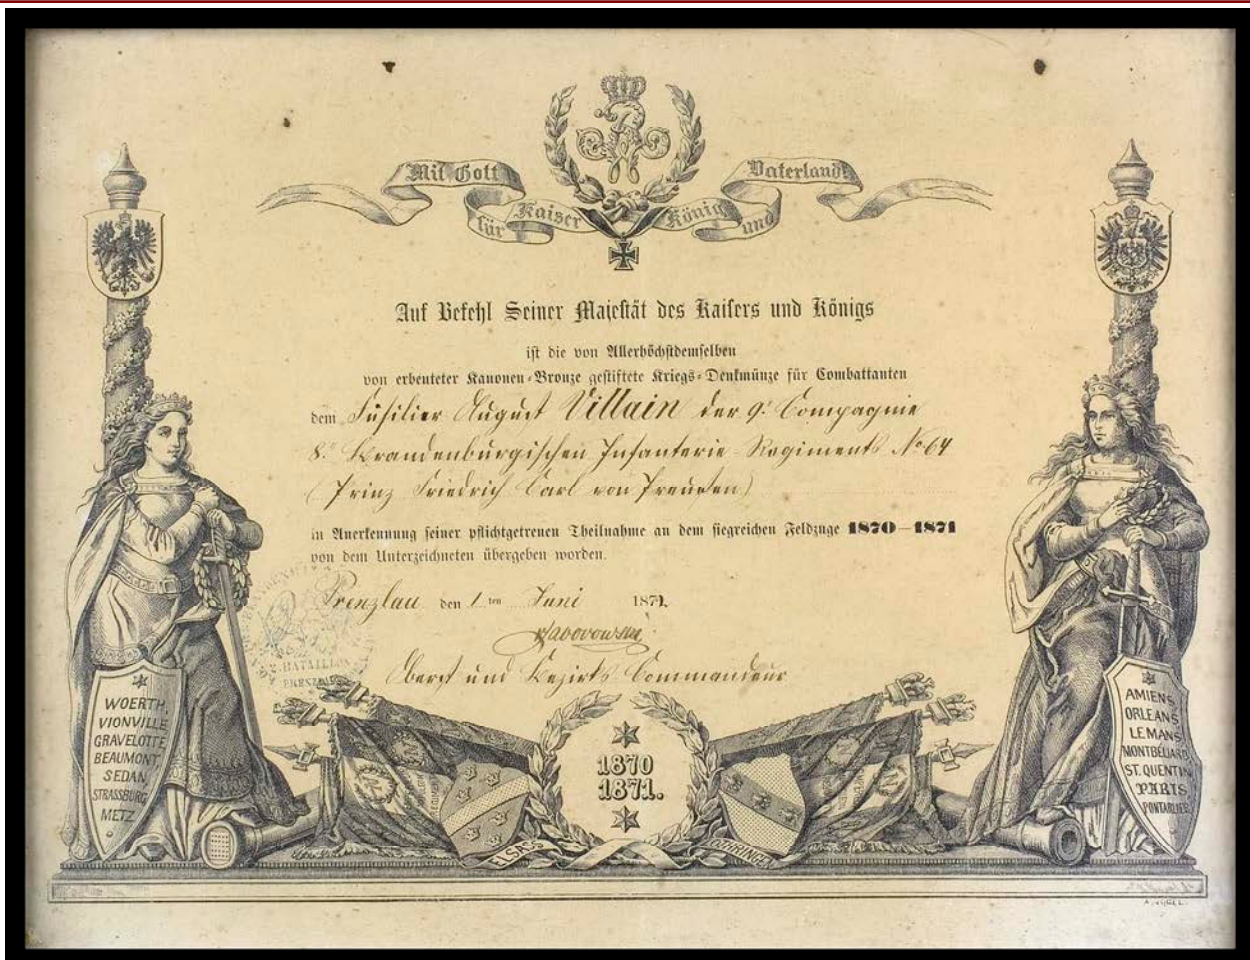 Mit Gott für Kaiser König und Vaterland
Auf Befehl Seiner Majestät des Kaisers und Königs
ist die von Allerhöchstdemselben
von erbeuteter Kanonen-Bronze gestiftete Kriegs-Denkmünze für Combattanten
dem Füsilier August Villain der 9t Compagnie
8t Brandenburgischen Infanterie-Regiments No 64
(Prinz Friedrich Carl von Preußen)
in Anerkennung seiner pflichtgetreuen Theilnahme an dem siegreichen Feldzuge 1870–1871
von dem Unterzeichneten übergeben worden.
Prenzlau den 1ten Juni 1871.
Oberst und Bezirks Commandeur
BATAILLON
PRENZLAU
WOERTH,
VIONVILLE
GRAVELOTTE
BEAUMONT
SEDAN
STRASSBURG
METZ
1870
1871.
ELSASS
LOTHRINGEN
AMIENS,
ORLEANS,
LE MANS,
MONTBELIARD,
ST. QUENTIN
PARIS
PONTARLIER